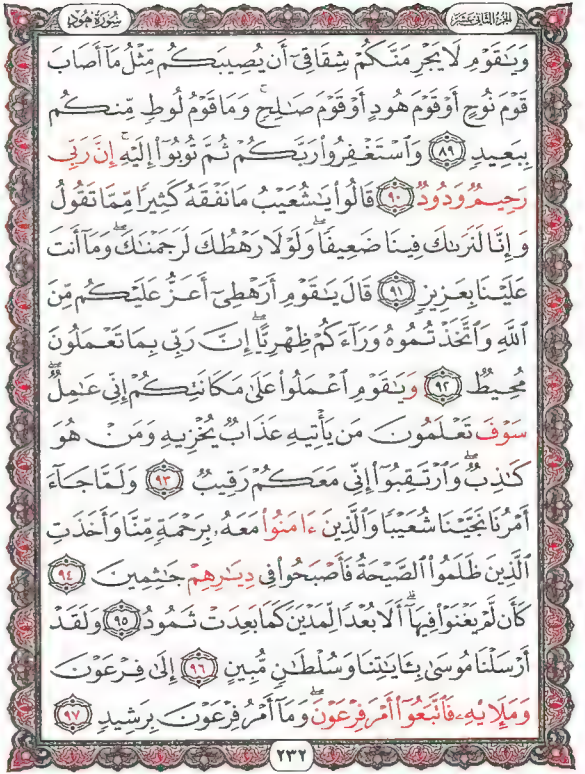 الجزء الثاني عشر
سورة هود
وَيَٰقَوْمِ لَا يَجْرِمَنَّكُمْ شِقَاقِىٓ أَن يُصِيبَكُم مِّثْلُ مَآ أَصَابَ
قَوْمَ نُوحٍ أَوْ قَوْمَ هُودٍ أَوْ قَوْمَ صَٰلِحٍ ۚ وَمَا قَوْمُ لُوطٍ مِّنكُم
بِبَعِيدٍ ٨٩ وَٱسْتَغْفِرُوا۟ رَبَّكُمْ ثُمَّ تُوبُوٓا۟ إِلَيْهِ ۚ إِنَّ رَبِّى
رَحِيمٌ وَدُودٌ ٩٠ قَالُوا۟ يَٰشُعَيْبُ مَا نَفْقَهُ كَثِيرًا مِّمَّا تَقُولُ
وَإِنَّا لَنَرَىٰكَ فِينَا ضَعِيفًا ۖ وَلَوْلَا رَهْطُكَ لَرَجَمْنَٰكَ ۖ وَمَآ أَنتَ
عَلَيْنَا بِعَزِيزٍ ٩١ قَالَ يَٰقَوْمِ أَرَهْطِىٓ أَعَزُّ عَلَيْكُم مِّنَ
ٱللَّهِ وَٱتَّخَذْتُمُوهُ وَرَآءَكُمْ ظِهْرِيًّا ۖ إِنَّ رَبِّى بِمَا تَعْمَلُونَ
مُحِيطٌ ٩٢ وَيَٰقَوْمِ ٱعْمَلُوا۟ عَلَىٰ مَكَانَتِكُمْ إِنِّى عَٰمِلٌ ۖ
سَوْفَ تَعْلَمُونَ مَن يَأْتِيهِ عَذَابٌ يُخْزِيهِ وَمَنْ هُوَ
كَٰذِبٌ ۖ وَٱرْتَقِبُوٓا۟ إِنِّى مَعَكُمْ رَقِيبٌ ٩٣ وَلَمَّا جَآءَ
أَمْرُنَا نَجَّيْنَا شُعَيْبًا وَٱلَّذِينَ ءَامَنُوا۟ مَعَهُۥ بِرَحْمَةٍ مِّنَّا وَأَخَذَتِ
ٱلَّذِينَ ظَلَمُوا۟ ٱلصَّيْحَةُ فَأَصْبَحُوا۟ فِى دِيَٰرِهِمْ جَٰثِمِينَ ٩٤
كَأَن لَّمْ يَغْنَوْا۟ فِيهَآ ۗ أَلَا بُعْدًا لِّمَدْيَنَ كَمَا بَعِدَتْ ثَمُودُ ٩٥ وَلَقَدْ
أَرْسَلْنَا مُوسَىٰ بِـَٔايَٰتِنَا وَسُلْطَٰنٍ مُّبِينٍ ٩٦ إِلَىٰ فِرْعَوْنَ
وَمَلَإِي۟هِۦ فَٱتَّبَعُوٓا۟ أَمْرَ فِرْعَوْنَ ۖ وَمَآ أَمْرُ فِرْعَوْنَ بِرَشِيدٍ ٩٧
٢٣٢